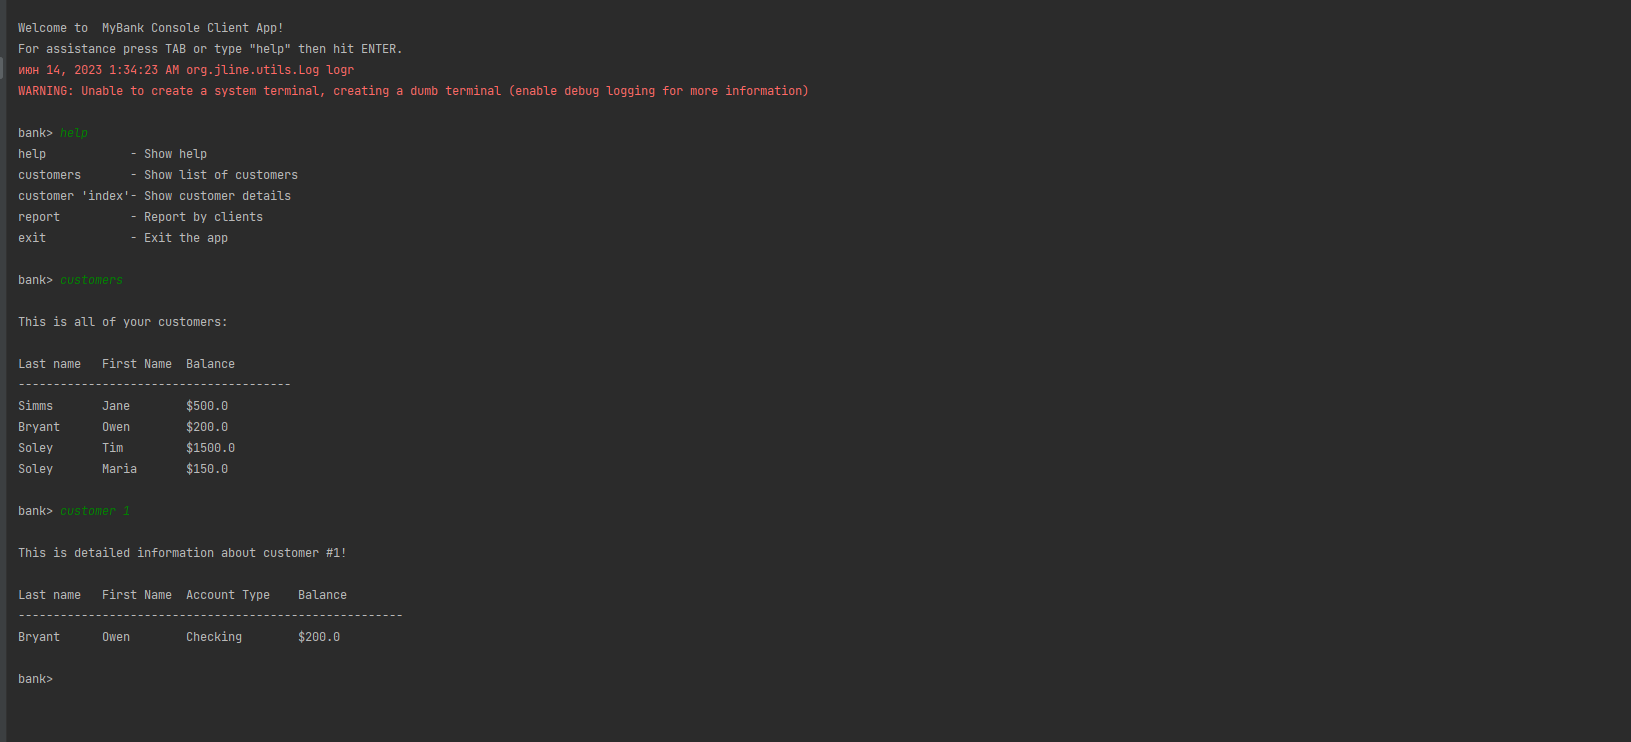 Welcome to  MyBank Console Client App!
For assistance press TAB or type "help" then hit ENTER.
июн 14, 2023 1:34:23 AM org.jline.utils.Log logr
WARNING: Unable to create a system terminal, creating a dumb terminal (enable debug logging for more information)
bank> help
help            - Show help
customers       - Show list of customers
customer 'index'- Show customer details
report          - Report by clients
exit            - Exit the app
bank> customers
This is all of your customers:
Last name   First Name  Balance
---------------------------------------
Simms       Jane        $500.0
Bryant      Owen        $200.0
Soley       Tim         $1500.0
Soley       Maria       $150.0
bank> customer 1
This is detailed information about customer #1!
Last name   First Name  Account Type    Balance
-------------------------------------------------------
Bryant      Owen        Checking        $200.0
bank>